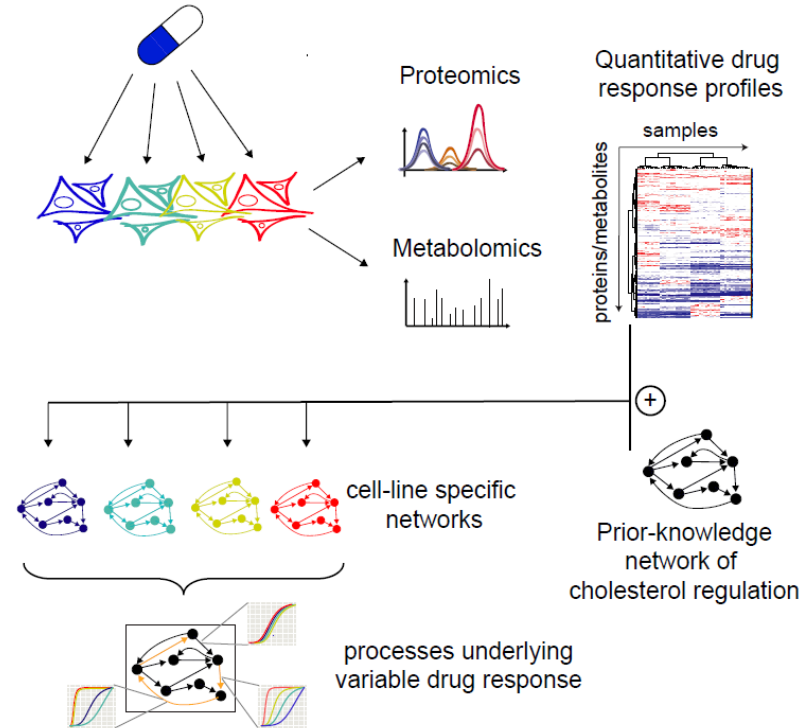 Proteomics
Metabolomics
Quantitative drug
response profiles
samples
proteins/metabolites
+
cell-line specific
networks
Prior-knowledge
network of
cholesterol regulation
processes underlying
variable drug response